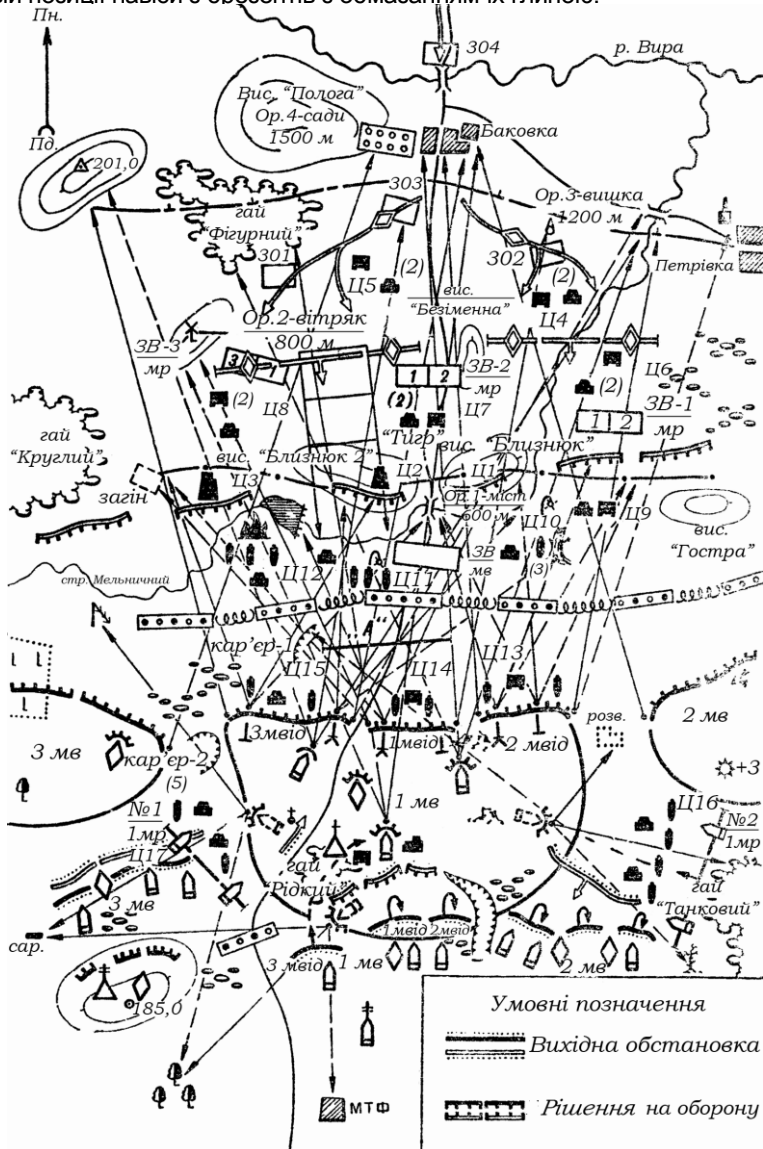 Пн.
304
р. Вира
Вис. "Полога"
Ор.4-сади
1500 м
Баковка
Пд.
201,0
303
Ор.3-вишка
1200 м
гай
"Фігурний"
301
302
Петрівка
(2)
Ц5
(2)
вис.
"Безіменна"
Ц4
Ор.2-вітряк
800 м
ЗВ-3
мр
3
1
1
2
ЗВ-2
мр
Ц6
(2)
(2)
Ц8
(2)
Ц7
1
2
ЗВ-1
мр
гай
"Круглий"
вис. "Близнюк 2"
"Тигр"
вис. "Близнюк"
загін
Ц3
Ц2
Ц1
Ор.1-міст
600 м
Ц10
Ц9
вис.
"Гостра"
ЗВ
мв
(3)
стр. Мельничний
Ц12
Ц11
"А"
кар'єр-1
Ц15
Ц14
Ц13
3мвід
1мвід
2 мвід
розв.
2 мв
3 мв
кар'єр-2
(5)
+3
1 мв
№1
1мр
Ц16
№2
1мр
Ц17
гай
"Рідкий"
гай
"Танковий"
3 мв
1мвід
2мвід
сар.
3 мвід
1 мв
2 мв
185,0
МТФ
Умовні позначення
Вихідна обстановка
Рішення на оборону